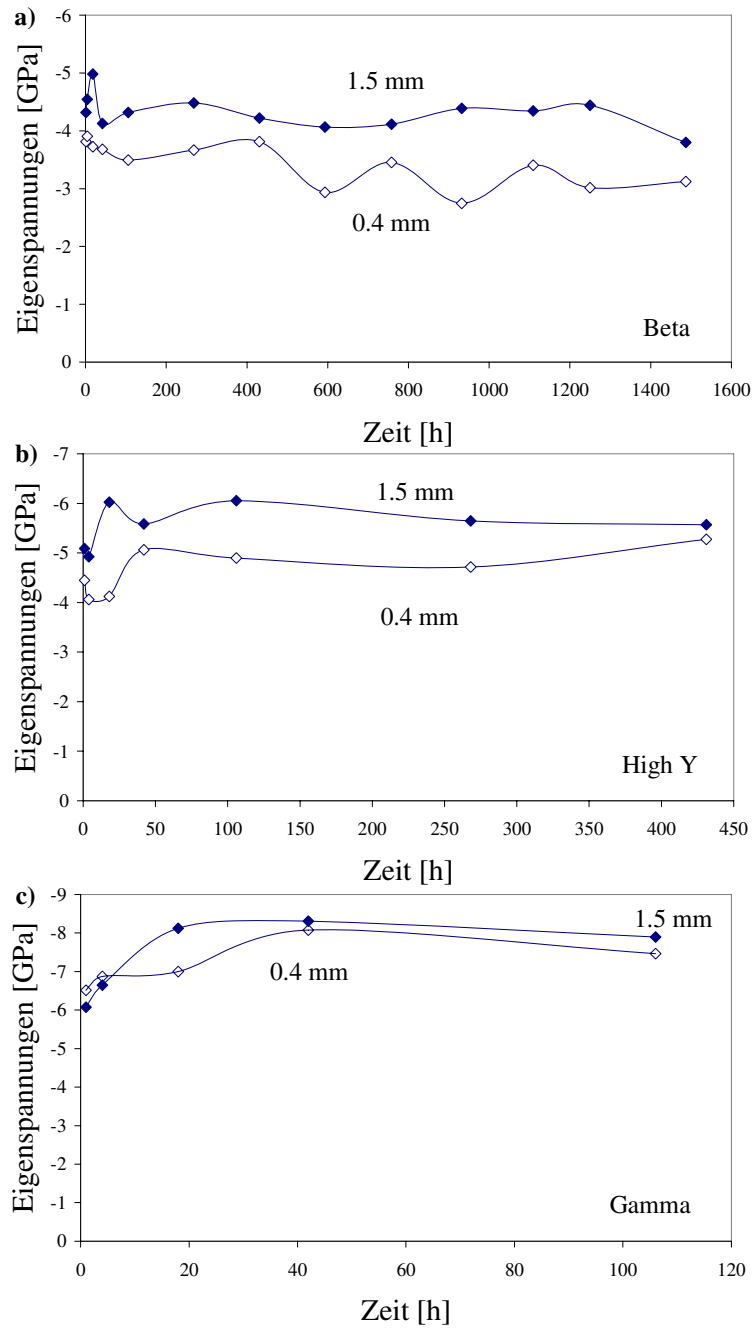 a)
Eigenspannungen [GPa]
-6
-5
-4
-3
-2
-1
0
1.5 mm
0.4 mm
Beta
0 200 400 600 800 1000 1200 1400 1600
Zeit [h]
b)
Eigenspannungen [GPa]
-7
-6
-5
-4
-3
-2
-1
0
1.5 mm
0.4 mm
High Y
0 50 100 150 200 250 300 350 400 450
Zeit [h]
c)
Eigenspannungen [GPa]
-9
-8
-7
-6
-5
-4
-3
-2
-1
0
1.5 mm
0.4 mm
Gamma
0 20 40 60 80 100 120
Zeit [h]